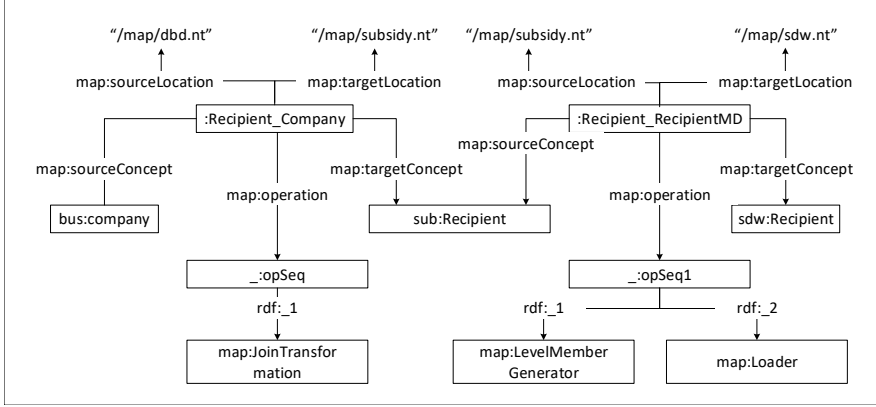 “/map/dbd.nt” “/map/subsidy.nt” “/map/subsidy.nt” “/map/sdw.nt”
map:sourceLocation map:targetLocation map:sourceLocation map:targetLocation
:Recipient_Company :Recipient_RecipientMD
map:sourceConcept
map:sourceConcept map:targetConcept map:targetConcept
map:operation map:operation
bus:company sub:Recipient sdw:Recipient
_:opSeq _:opSeq1
rdf:_1 rdf:_1 rdf:_2
map:JoinTransfor map:LevelMember map:Loader
mation Generator